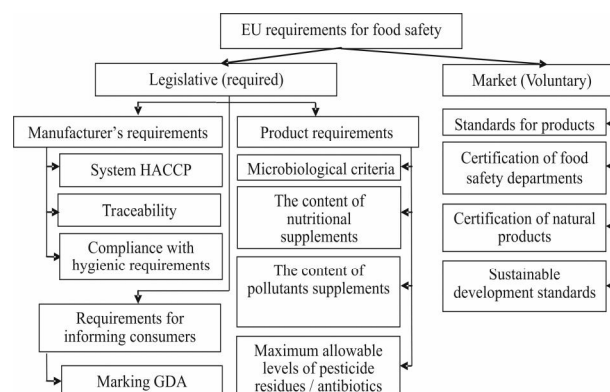 EU requirements for food safety
Legislative (required)
Market (Voluntary)
Manufacturer's requirements
Product requirements
System HACCP
Traceability
Compliance with
hygienic requirements
Requirements for
informing consumers
Marking GDA
Microbiological criteria
The content of
nutritional supplements
The content of
pollutants supplements
Maximum allowable
levels of pesticide
residues / antibiotics
Standards for products
Certification of food
safety departments
Certification of natural
products
Sustainable
development standards